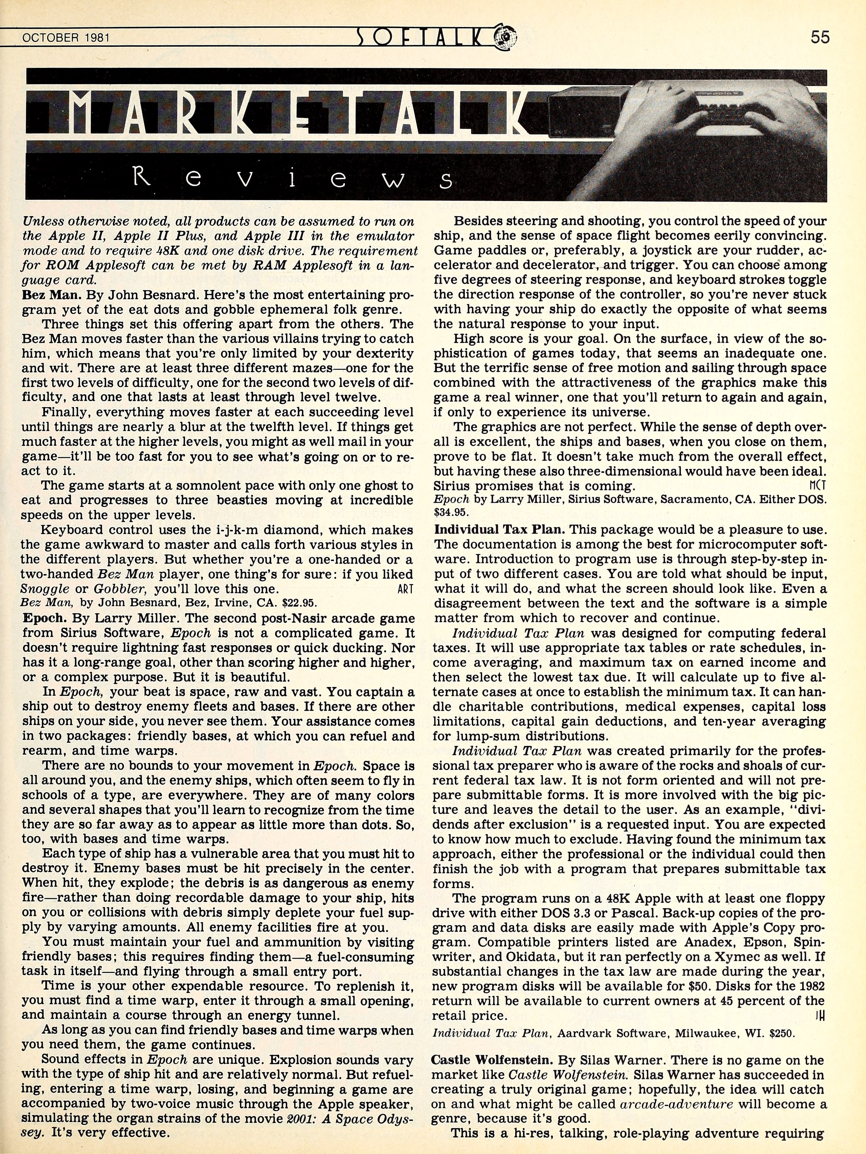 OCTOBER 1981
SOFTALK
55
MARKETALK
Reviews
Unless otherwise noted, all products can be assumed to run on
the Apple II, Apple II Plus, and Apple III in the emulator
mode and to require 48K and one disk drive. The requirement
for ROM Applesoft can be met by RAM Applesoft in a lan-
guage card.
Bez Man. By John Besnard. Here's the most entertaining pro-
gram yet of the eat dots and gobble ephemeral folk genre.
Three things set this offering apart from the others. The
Bez Man moves faster than the various villains trying to catch
him, which means that you're only limited by your dexterity
and wit. There are at least three different mazes—one for the
first two levels of difficulty, one for the second two levels of dif-
ficulty, and one that lasts at least through level twelve.
Finally, everything moves faster at each succeeding level
until things are nearly a blur at the twelfth level. If things get
much faster at the higher levels, you might as well mail in your
game—it'll be too fast for you to see what's going on or to re-
act to it.
The game starts at a somnolent pace with only one ghost to
eat and progresses to three beasties moving at incredible
speeds on the upper levels.
Keyboard control uses the i-j-k-m diamond, which makes
the game awkward to master and calls forth various styles in
the different players. But whether you're a one-handed or a
two-handed Bez Man player, one thing's for sure: if you liked
Snoggle or Gobbler, you'll love this one. ART
Bez Man, by John Besnard, Bez, Irvine, CA. $22.95.
Epoch. By Larry Miller. The second post-Nasir arcade game
from Sirius Software, Epoch is not a complicated game. It
doesn't require lightning fast responses or quick ducking. Nor
has it a long-range goal, other than scoring higher and higher,
or a complex purpose. But it is beautiful.
In Epoch, your beat is space, raw and vast. You captain a
ship out to destroy enemy fleets and bases. If there are other
ships on your side, you never see them. Your assistance comes
in two packages: friendly bases, at which you can refuel and
rearm, and time warps.
There are no bounds to your movement in Epoch. Space is
all around you, and the enemy ships, which often seem to fly in
schools of a type, are everywhere. They are of many colors
and several shapes that you'll learn to recognize from the time
they are so far away as to appear as little more than dots. So,
too, with bases and time warps.
Each type of ship has a vulnerable area that you must hit to
destroy it. Enemy bases must be hit precisely in the center.
When hit, they explode; the debris is as dangerous as enemy
fire—rather than doing recordable damage to your ship, hits
on you or collisions with debris simply deplete your fuel sup-
ply by varying amounts. All enemy facilities fire at you.
You must maintain your fuel and ammunition by visiting
friendly bases; this requires finding them—a fuel-consuming
task in itself—and flying through a small entry port.
Time is your other expendable resource. To replenish it,
you must find a time warp, enter it through a small opening,
and maintain a course through an energy tunnel.
As long as you can find friendly bases and time warps when
you need them, the game continues.
Sound effects in Epoch are unique. Explosion sounds vary
with the type of ship hit and are relatively normal. But refuel-
ing, entering a time warp, losing, and beginning a game are
accompanied by two-voice music through the Apple speaker,
simulating the organ strains of the movie 2001: A Space Odys-
sey. It's very effective.
Besides steering and shooting, you control the speed of your
ship, and the sense of space flight becomes eerily convincing.
Game paddles or, preferably, a joystick are your rudder, ac-
celerator and decelerator, and trigger. You can choose among
five degrees of steering response, and keyboard strokes toggle
the direction response of the controller, so you're never stuck
with having your ship do exactly the opposite of what seems
the natural response to your input.
High score is your goal. On the surface, in view of the so-
phistication of games today, that seems an inadequate one.
But the terrific sense of free motion and sailing through space
combined with the attractiveness of the graphics make this
game a real winner, one that you'll return to again and again,
if only to experience its universe.
The graphics are not perfect. While the sense of depth over-
all is excellent, the ships and bases, when you close on them,
prove to be flat. It doesn't take much from the overall effect,
but having these also three-dimensional would have been ideal.
Sirius promises that is coming. MCT
Epoch by Larry Miller, Sirius Software, Sacramento, CA. Either DOS.
$34.95.
Individual Tax Plan. This package would be a pleasure to use.
The documentation is among the best for microcomputer soft-
ware. Introduction to program use is through step-by-step in-
put of two different cases. You are told what should be input,
what it will do, and what the screen should look like. Even a
disagreement between the text and the software is a simple
matter from which to recover and continue.
Individual Tax Plan was designed for computing federal
taxes. It will use appropriate tax tables or rate schedules, in-
come averaging, and maximum tax on earned income and
then select the lowest tax due. It will calculate up to five al-
ternate cases at once to establish the minimum tax. It can han-
dle charitable contributions, medical expenses, capital loss
limitations, capital gain deductions, and ten-year averaging
for lump-sum distributions.
Individual Tax Plan was created primarily for the profes-
sional tax preparer who is aware of the rocks and shoals of cur-
rent federal tax law. It is not form oriented and will not pre-
pare submittable forms. It is more involved with the big pic-
ture and leaves the detail to the user. As an example, "divi-
dends after exclusion" is a requested input. You are expected
to know how much to exclude. Having found the minimum tax
approach, either the professional or the individual could then
finish the job with a program that prepares submittable tax
forms.
The program runs on a 48K Apple with at least one floppy
drive with either DOS 3.3 or Pascal. Back-up copies of the pro-
gram and data disks are easily made with Apple's Copy pro-
gram. Compatible printers listed are Anadex, Epson, Spin-
writer, and Okidata, but it ran perfectly on a Xymec as well. If
substantial changes in the tax law are made during the year,
new program disks will be available for $50. Disks for the 1982
return will be available to current owners at 45 percent of the
retail price.
Individual Tax Plan, Aardvark Software, Milwaukee, WI. $250.
Castle Wolfenstein. By Silas Warner. There is no game on the
market like Castle Wolfenstein. Silas Warner has succeeded in
creating a truly original game; hopefully, the idea will catch
on and what might be called arcade-adventure will become a
genre, because it's good.
This is a hi-res, talking, role-playing adventure requiring